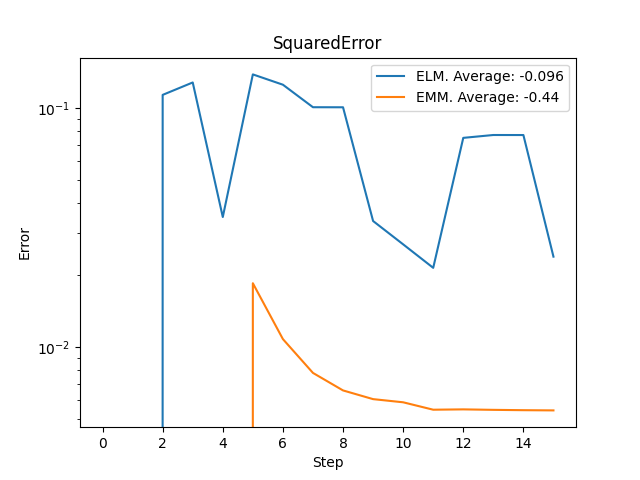 SquaredError
ELM. Average: -0.096
EMM. Average: -0.44
10⁻¹
10⁻²
Error
0 2 4 6 8 10 12 14
Step